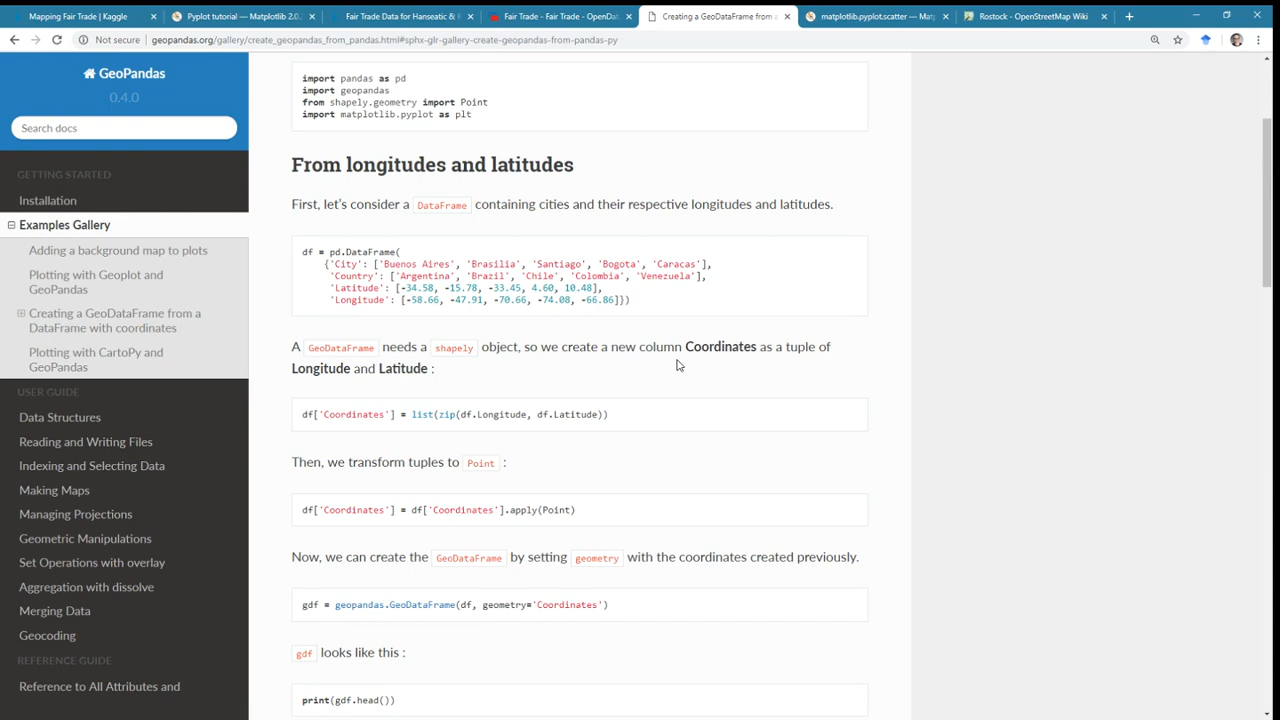 Mapping Fair Trade | Kaggle
Pyplot tutorial — Matplotlib 2.0.
Fair Trade Data for Hanseatic & R
Fair Trade - Fair Trade - OpenDat
Creating a GeoDataFrame from a
matplotlib.pyplot.scatter — Mat
Rostock - OpenStreetMap Wiki
Not secure
geopandas.org/gallery/create_geopandas_from_pandas.html#sphx-glr-gallery-create-geopandas-from-pandas-py
GeoPandas
0.4.0
Search docs
GETTING STARTED
Installation
Examples Gallery
Adding a background map to plots
Plotting with Geoplot and
GeoPandas
Creating a GeoDataFrame from a
DataFrame with coordinates
Plotting with CartoPy and
GeoPandas
USER GUIDE
Data Structures
Reading and Writing Files
Indexing and Selecting Data
Making Maps
Managing Projections
Geometric Manipulations
Set Operations with overlay
Aggregation with dissolve
Merging Data
Geocoding
REFERENCE GUIDE
Reference to All Attributes and
import pandas as pd
import geopandas
from shapely.geometry import Point
import matplotlib.pyplot as plt
From longitudes and latitudes
First, let's consider a DataFrame containing cities and their respective longitudes and latitudes.
df = pd.DataFrame(
{'City': ['Buenos Aires', 'Brasilia', 'Santiago', 'Bogota', 'Caracas'],
'Country': ['Argentina', 'Brazil', 'Chile', 'Colombia', 'Venezuela'],
'Latitude': [-34.58, -15.78, -33.45, 4.60, 10.48],
'Longitude': [-58.66, -47.91, -70.66, -74.08, -66.86]})
A GeoDataFrame needs a shapely object, so we create a new column Coordinates as a tuple of
Longitude and Latitude :
df['Coordinates'] = list(zip(df.Longitude, df.Latitude))
Then, we transform tuples to Point :
df['Coordinates'] = df['Coordinates'].apply(Point)
Now, we can create the GeoDataFrame by setting geometry with the coordinates created previously.
gdf = geopandas.GeoDataFrame(df, geometry='Coordinates')
gdf looks like this :
print(gdf.head())